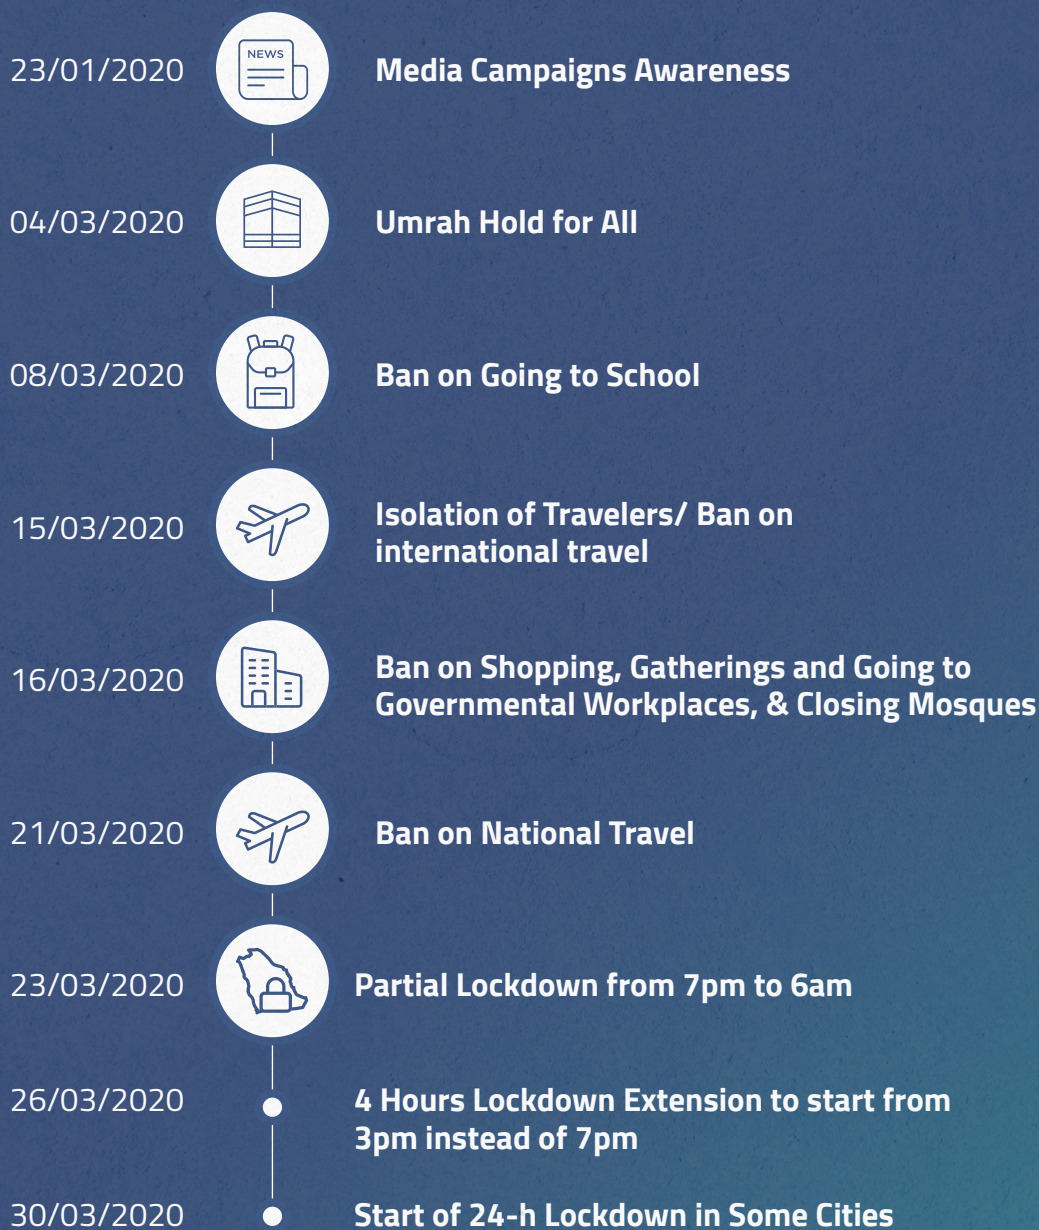 23/01/2020
NEWS
Media Campaigns Awareness
04/03/2020
Umrah Hold for All
08/03/2020
Ban on Going to School
15/03/2020
Isolation of Travelers/ Ban on
international travel
16/03/2020
Ban on Shopping, Gatherings and Going to
Governmental Workplaces, & Closing Mosques
21/03/2020
Ban on National Travel
23/03/2020
Partial Lockdown from 7pm to 6am
26/03/2020
4 Hours Lockdown Extension to start from
3pm instead of 7pm
30/03/2020
Start of 24-h Lockdown in Some Cities